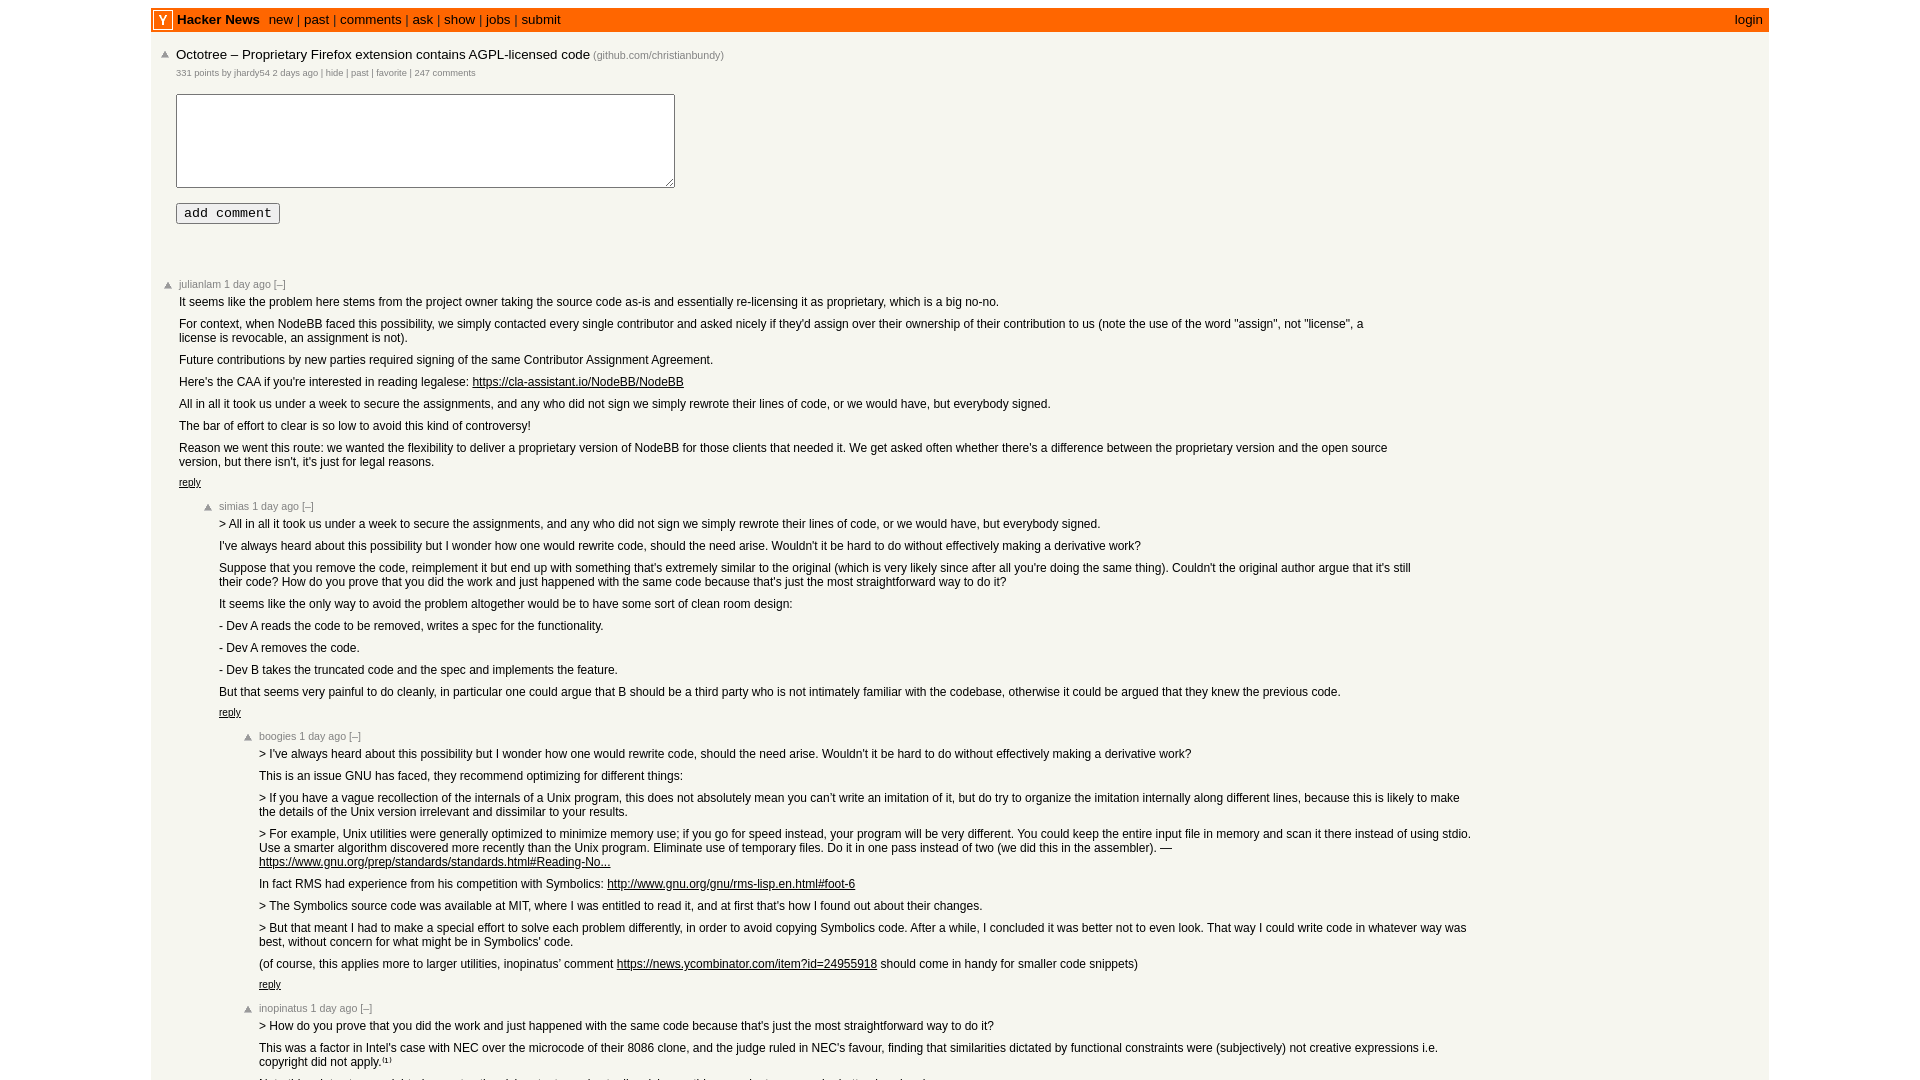 Y Hacker News new | past | comments | ask | show | jobs | submit login
Octotree – Proprietary Firefox extension contains AGPL-licensed code (github.com/christianbundy)
331 points by jhardy54 2 days ago | hide | past | favorite | 247 comments
add comment
julianlam 1 day ago [–]
It seems like the problem here stems from the project owner taking the source code as-is and essentially re-licensing it as proprietary, which is a big no-no.
For context, when NodeBB faced this possibility, we simply contacted every single contributor and asked nicely if they'd assign over their ownership of their contribution to us (note the use of the word "assign", not "license", a
license is revocable, an assignment is not).
Future contributions by new parties required signing of the same Contributor Assignment Agreement.
Here's the CAA if you're interested in reading legalese: https://cla-assistant.io/NodeBB/NodeBB
All in all it took us under a week to secure the assignments, and any who did not sign we simply rewrote their lines of code, or we would have, but everybody signed.
The bar of effort to clear is so low to avoid this kind of controversy!
Reason we went this route: we wanted the flexibility to deliver a proprietary version of NodeBB for those clients that needed it. We get asked often whether there's a difference between the proprietary version and the open source
version, but there isn't, it's just for legal reasons.
reply
simias 1 day ago [–]
> All in all it took us under a week to secure the assignments, and any who did not sign we simply rewrote their lines of code, or we would have, but everybody signed.
I've always heard about this possibility but I wonder how one would rewrite code, should the need arise. Wouldn't it be hard to do without effectively making a derivative work?
Suppose that you remove the code, reimplement it but end up with something that's extremely similar to the original (which is very likely since after all you're doing the same thing). Couldn't the original author argue that it's still
their code? How do you prove that you did the work and just happened with the same code because that's just the most straightforward way to do it?
It seems like the only way to avoid the problem altogether would be to have some sort of clean room design:
- Dev A reads the code to be removed, writes a spec for the functionality.
- Dev A removes the code.
- Dev B takes the truncated code and the spec and implements the feature.
But that seems very painful to do cleanly, in particular one could argue that B should be a third party who is not intimately familiar with the codebase, otherwise it could be argued that they knew the previous code.
reply
boogies 1 day ago [–]
> I've always heard about this possibility but I wonder how one would rewrite code, should the need arise. Wouldn't it be hard to do without effectively making a derivative work?
This is an issue GNU has faced, they recommend optimizing for different things:
> If you have a vague recollection of the internals of a Unix program, this does not absolutely mean you can’t write an imitation of it, but do try to organize the imitation internally along different lines, because this is likely to make
the details of the Unix version irrelevant and dissimilar to your results.
> For example, Unix utilities were generally optimized to minimize memory use; if you go for speed instead, your program will be very different. You could keep the entire input file in memory and scan it there instead of using stdio.
Use a smarter algorithm discovered more recently than the Unix program. Eliminate use of temporary files. Do it in one pass instead of two (we did this in the assembler). —
https://www.gnu.org/prep/standards/standards.html#Reading-No...
In fact RMS had experience from his competition with Symbolics: http://www.gnu.org/gnu/rms-lisp.en.html#foot-6
> The Symbolics source code was available at MIT, where I was entitled to read it, and at first that's how I found out about their changes.
> But that meant I had to make a special effort to solve each problem differently, in order to avoid copying Symbolics code. After a while, I concluded it was better not to even look. That way I could write code in whatever way was
best, without concern for what might be in Symbolics' code.
(of course, this applies more to larger utilities, inopinatus’ comment https://news.ycombinator.com/item?id=24955918 should come in handy for smaller code snippets)
reply
inopinatus 1 day ago [–]
> How do you prove that you did the work and just happened with the same code because that's just the most straightforward way to do it?
This was a factor in Intel's case with NEC over the microcode of their 8086 clone, and the judge ruled in NEC's favour, finding that similarities dictated by functional constraints were (subjectively) not creative expressions i.e.
copyright did not apply.⁽¹⁾